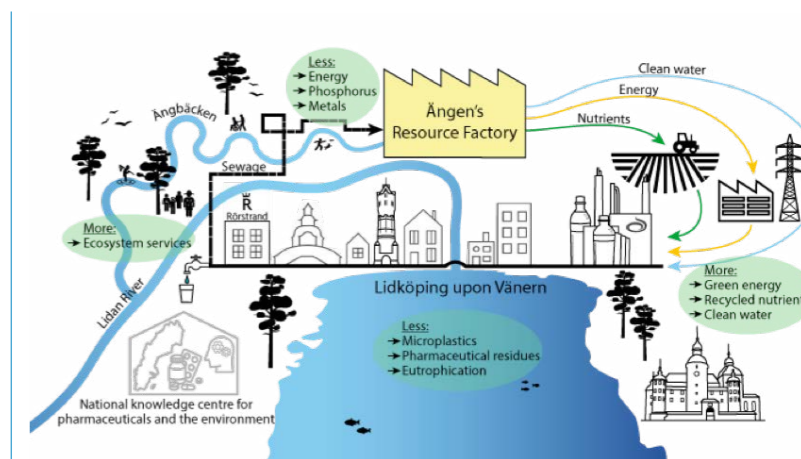 Less:
→ Energy
→ Phosphorus
→ Metals
Ängen's
Resource Factory
Clean water
Energy
Nutrients
Ängbäcken
Sewage
R
Rörstrand
More:
→ Ecosystem services
Lidan River
Lidköping upon Vänern
More:
→ Green energy
→ Recycled nutrien
→ Clean water
Less:
→ Microplastics
→ Pharmaceutical residues
→ Eutrophication
National knowledge centre for
pharmaceuticals and the environment